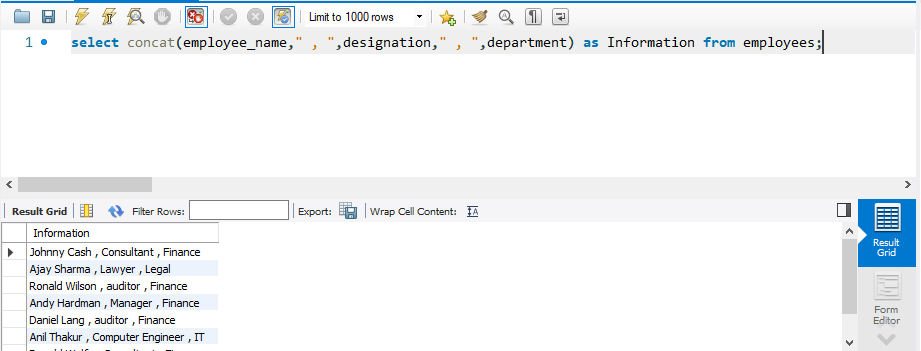 Limit to 1000 rows
1 select concat(employee_name," , ",designation," , ",department) as Information from employees;
Result Grid Filter Rows: Export: Wrap Cell Content:
Information
Johnny Cash , Consultant , Finance
Ajay Sharma , Lawyer , Legal
Ronald Wilson , auditor , Finance
Andy Hardman , Manager , Finance
Daniel Lang , auditor , Finance
Anil Thakur , Computer Engineer , IT
Result
Grid
Form
Editor